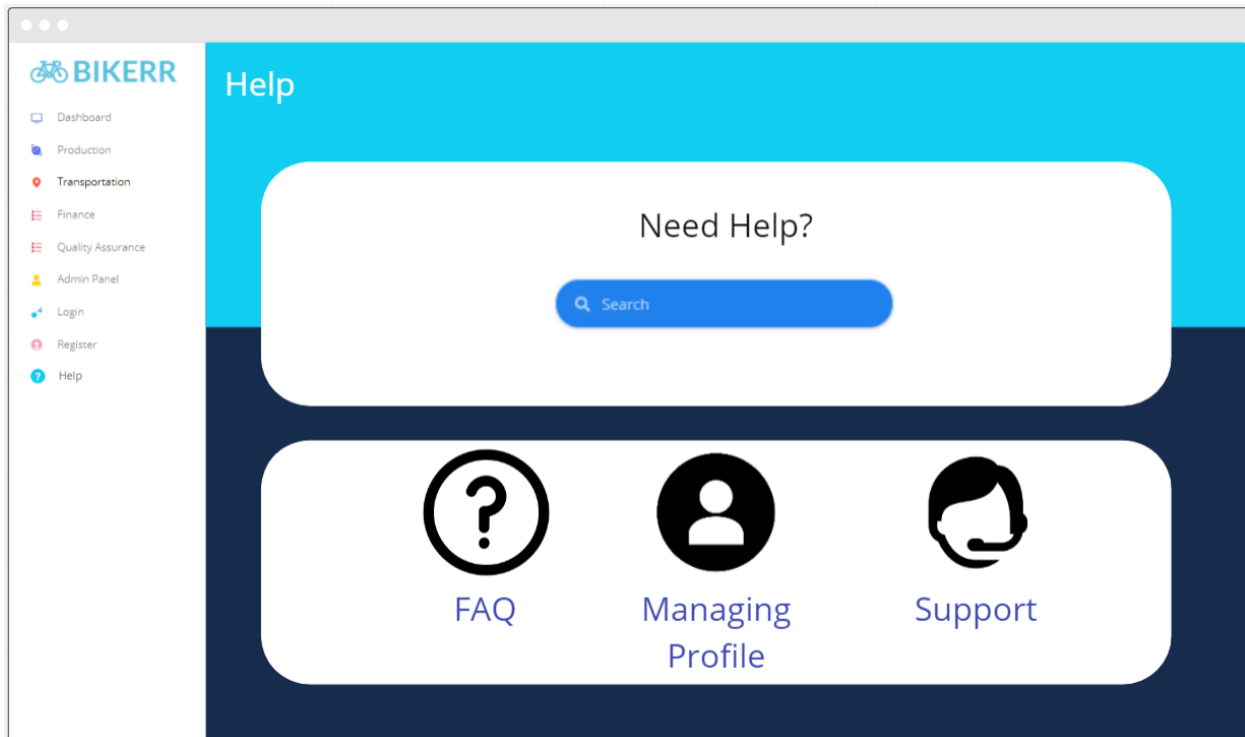 BIKERR
Dashboard
Production
Transportation
Finance
Quality Assurance
Admin Panel
Login
Register
? Help
Help
Need Help?
Search
?
FAQ
Managing
Profile
Support